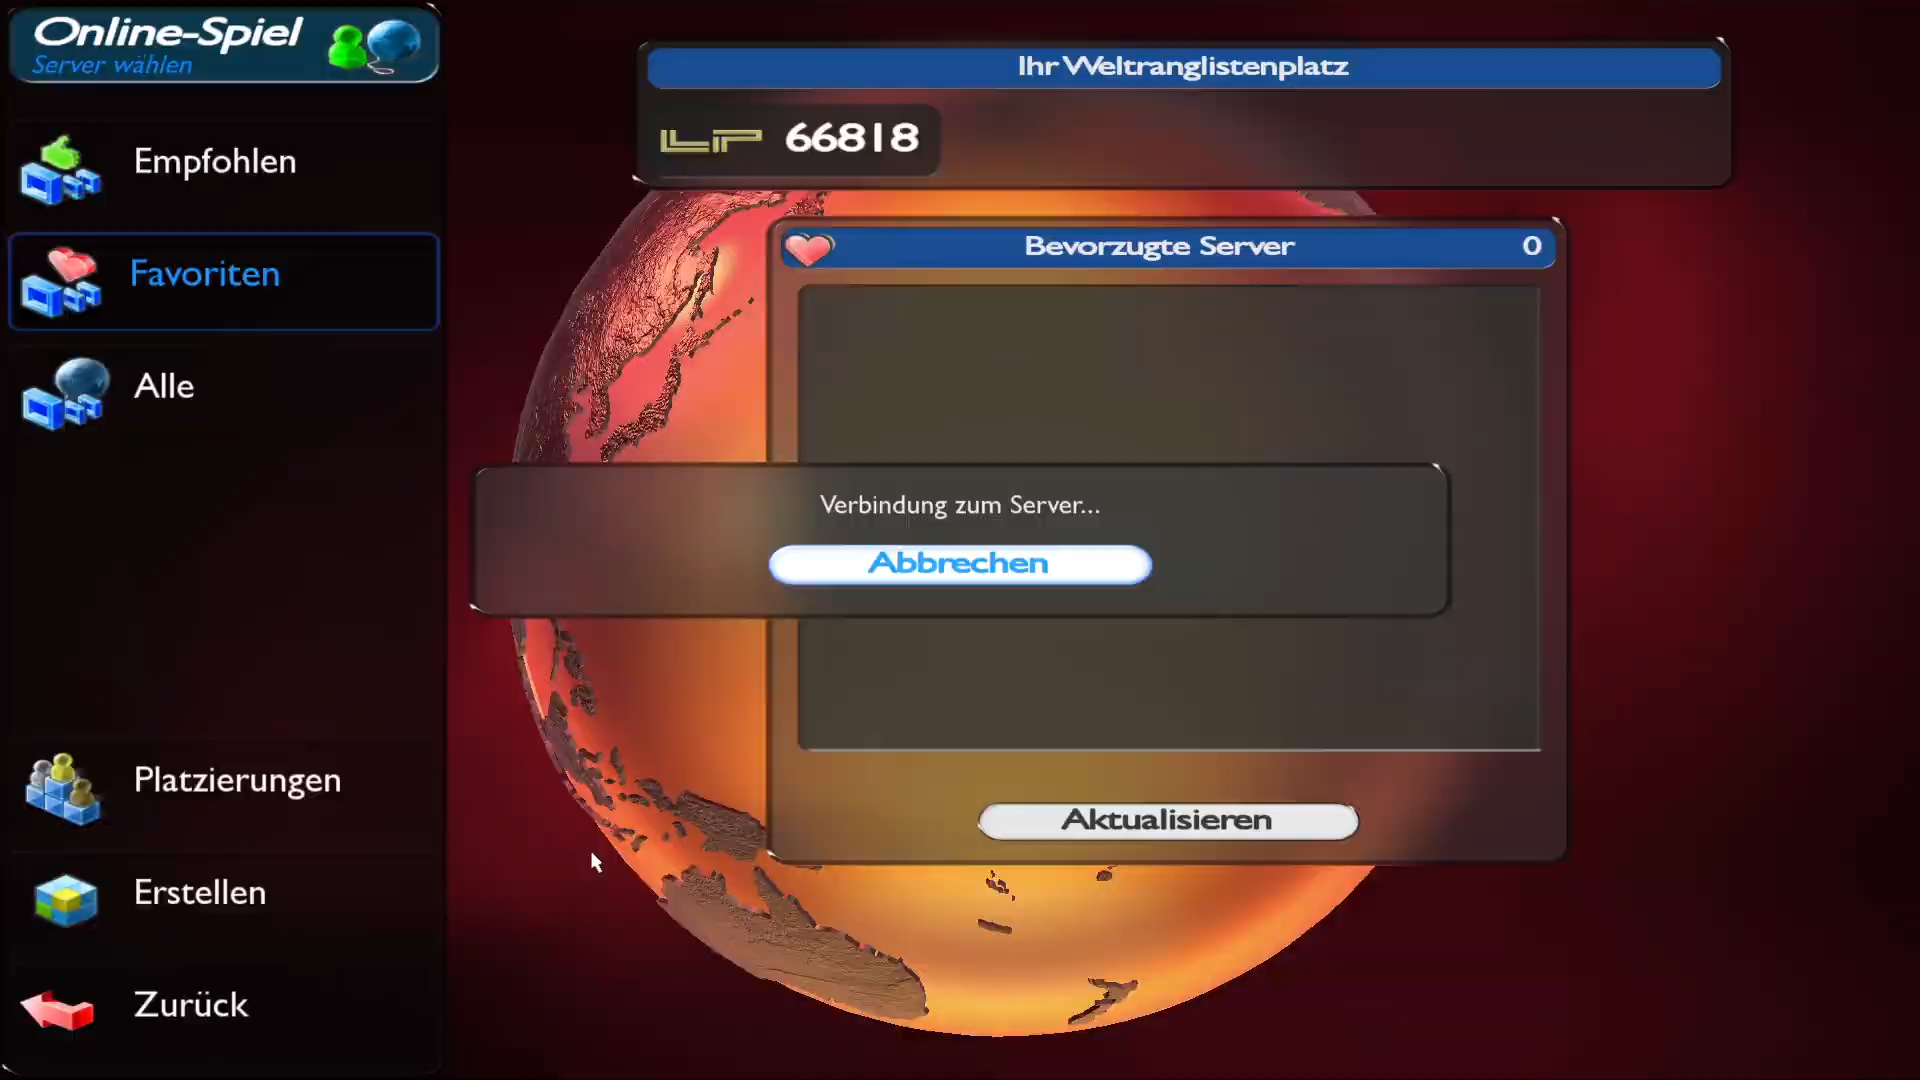 Online-Spiel
Server wählen
Empfohlen
Favoriten
Alle
Platzierungen
Erstellen
Zurück
Ihr Weltranglistenplatz
LP 66818
Bevorzugte Server 0
Verbindung zum Server...
Abbrechen
Aktualisieren